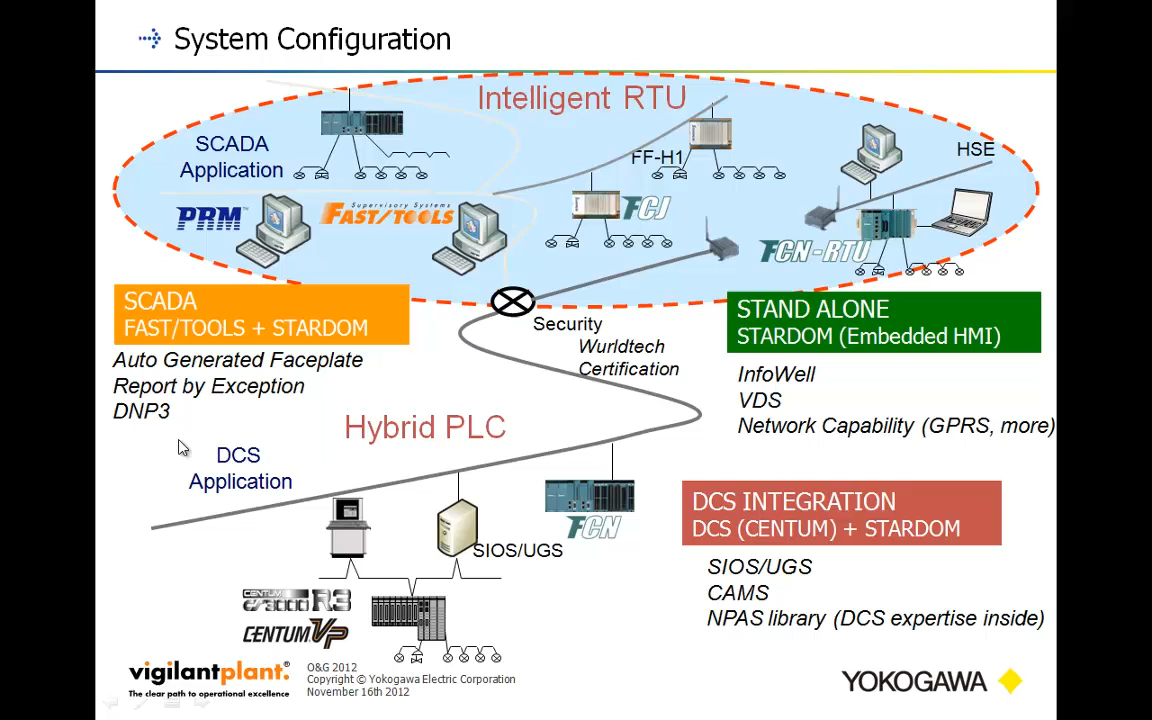 System Configuration
Intelligent RTU
SCADA
Application
FF-H1
HSE
PRM
Supervisory Systems
FAST/TOOLS
FCJ
FCN-RTU
SCADA
FAST/TOOLS + STARDOM
Auto Generated Faceplate
Report by Exception
DNP3
Security
Wurldtech
Certification
STAND ALONE
STARDOM (Embedded HMI)
InfoWell
VDS
Network Capability (GPRS, more)
Hybrid PLC
DCS
Application
FCN
SIOS/UGS
DCS INTEGRATION
DCS (CENTUM) + STARDOM
SIOS/UGS
CAMS
NPAS library (DCS expertise inside)
CENTUM
CS3000 R3
CENTUM VP
vigilantplant.®
The clear path to operational excellence
O&G 2012
Copyright © Yokogawa Electric Corporation
November 16th 2012
YOKOGAWA